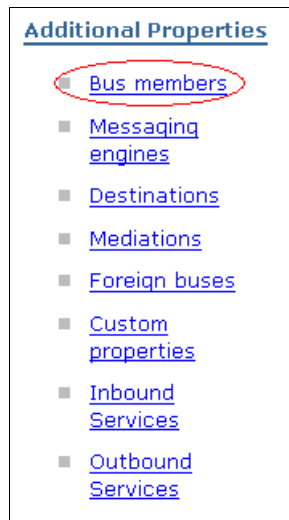 Additional Properties
Bus members
Messaging
engines
Destinations
Mediations
Foreign buses
Custom
properties
Inbound
Services
Outbound
Services